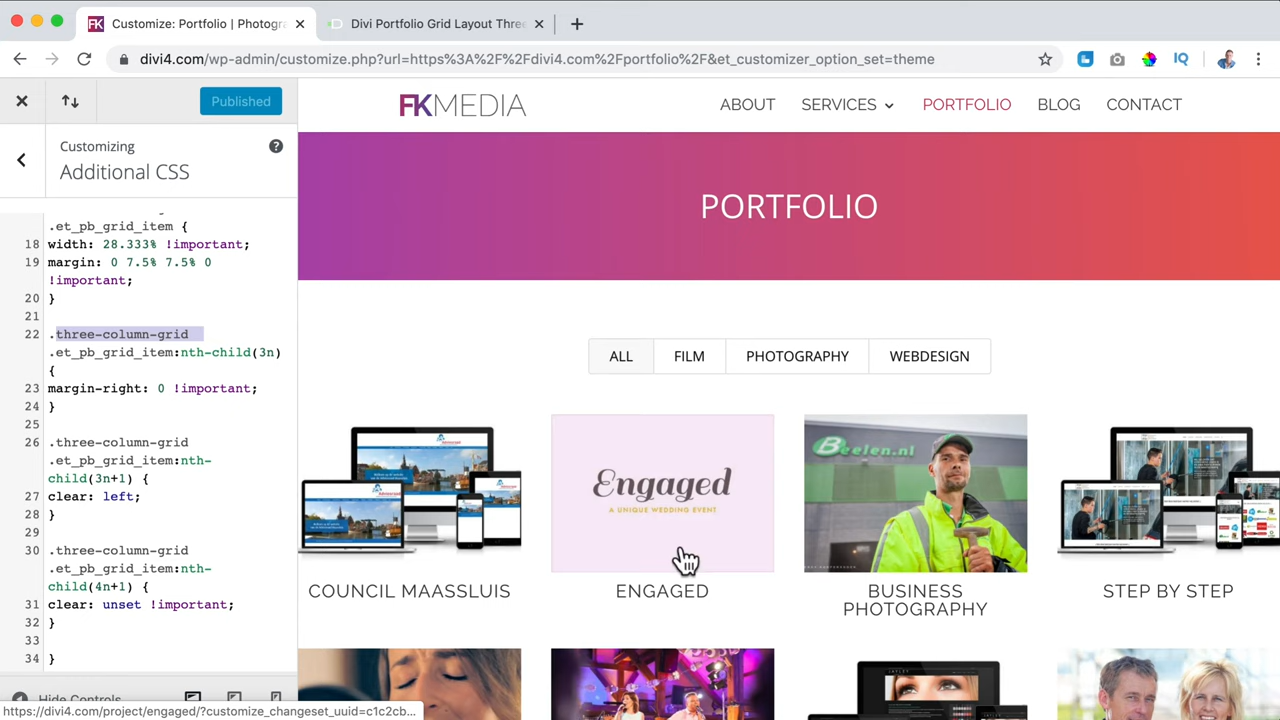 Customize: Portfolio | Photogra
Divi Portfolio Grid Layout Three
divi4.com/wp-admin/customize.php?url=https%3A%2F%2Fdivi4.com%2Fportfolio%2F&et_customizer_option_set=theme
IQ
Published
Customizing
Additional CSS
.et_pb_grid_item {
18 width: 28.333% !important;
19 margin: 0 7.5% 7.5% 0
!important;
20 }
21
22 .three-column-grid
.et_pb_grid_item:nth-child(3n)
{
23 margin-right: 0 !important;
24 }
25
26 .three-column-grid
.et_pb_grid_item:nth-
child(3n+1) {
27 clear: left;
28 }
29
30 .three-column-grid
.et_pb_grid_item:nth-
child(4n+1) {
31 clear: unset !important;
32 }
33
34 }
Hide Controls
https://divi4.com/project/engaged/?customize_changeset_uuid=c1c2cb...
FKMEDIA
ABOUT SERVICES PORTFOLIO BLOG CONTACT
PORTFOLIO
ALL FILM PHOTOGRAPHY WEBDESIGN
Engaged
A UNIQUE WEDDING EVENT
Beelen.nl
COUNCIL MAASSLUIS
ENGAGED
BUSINESS
PHOTOGRAPHY
STEP BY STEP